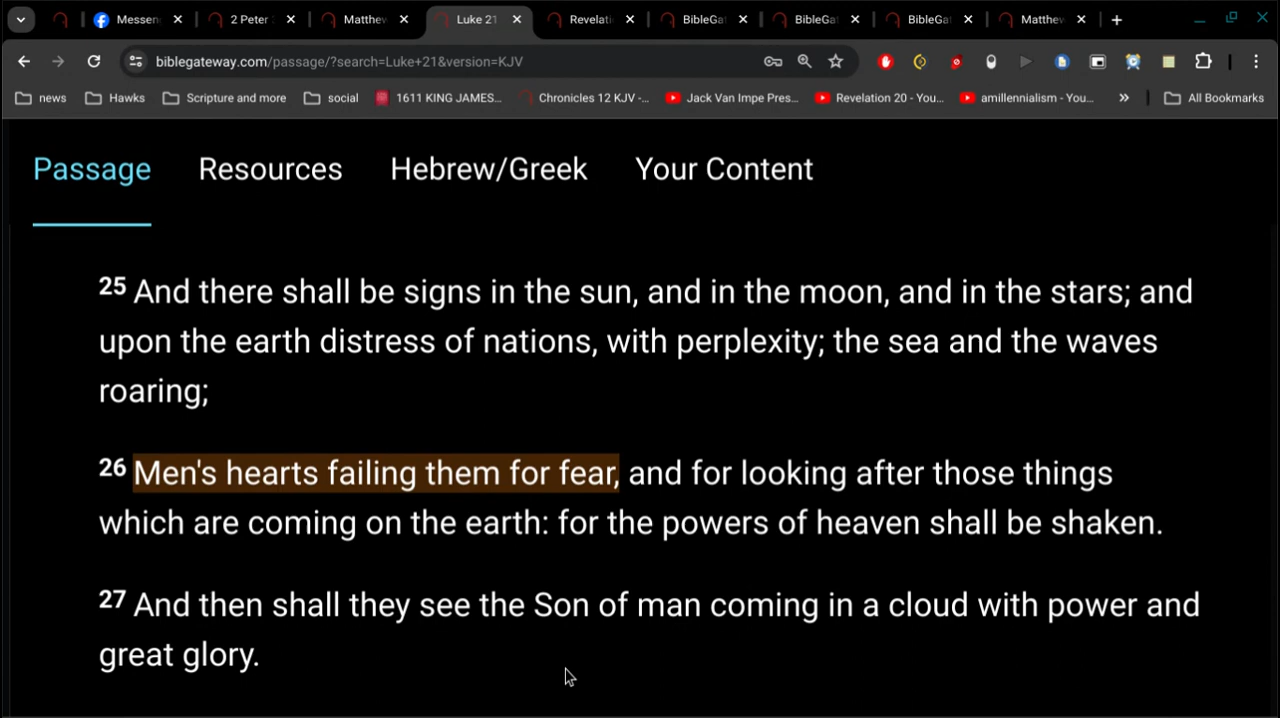 Messen
2 Peter
Matthew
Luke 21
Revelati
BibleGat
BibleGat
BibleGat
Matthew
biblegateway.com/passage/?search=Luke+21&version=KJV
news
Hawks
Scripture and more
social
1611 KING JAMES...
Chronicles 12 KJV -...
Jack Van Impe Pres...
Revelation 20 - You...
amillennialism - You...
All Bookmarks
Passage
Resources
Hebrew/Greek
Your Content
25 And there shall be signs in the sun, and in the moon, and in the stars; and
upon the earth distress of nations, with perplexity; the sea and the waves
roaring;
26 Men's hearts failing them for fear, and for looking after those things
which are coming on the earth: for the powers of heaven shall be shaken.
27 And then shall they see the Son of man coming in a cloud with power and
great glory.